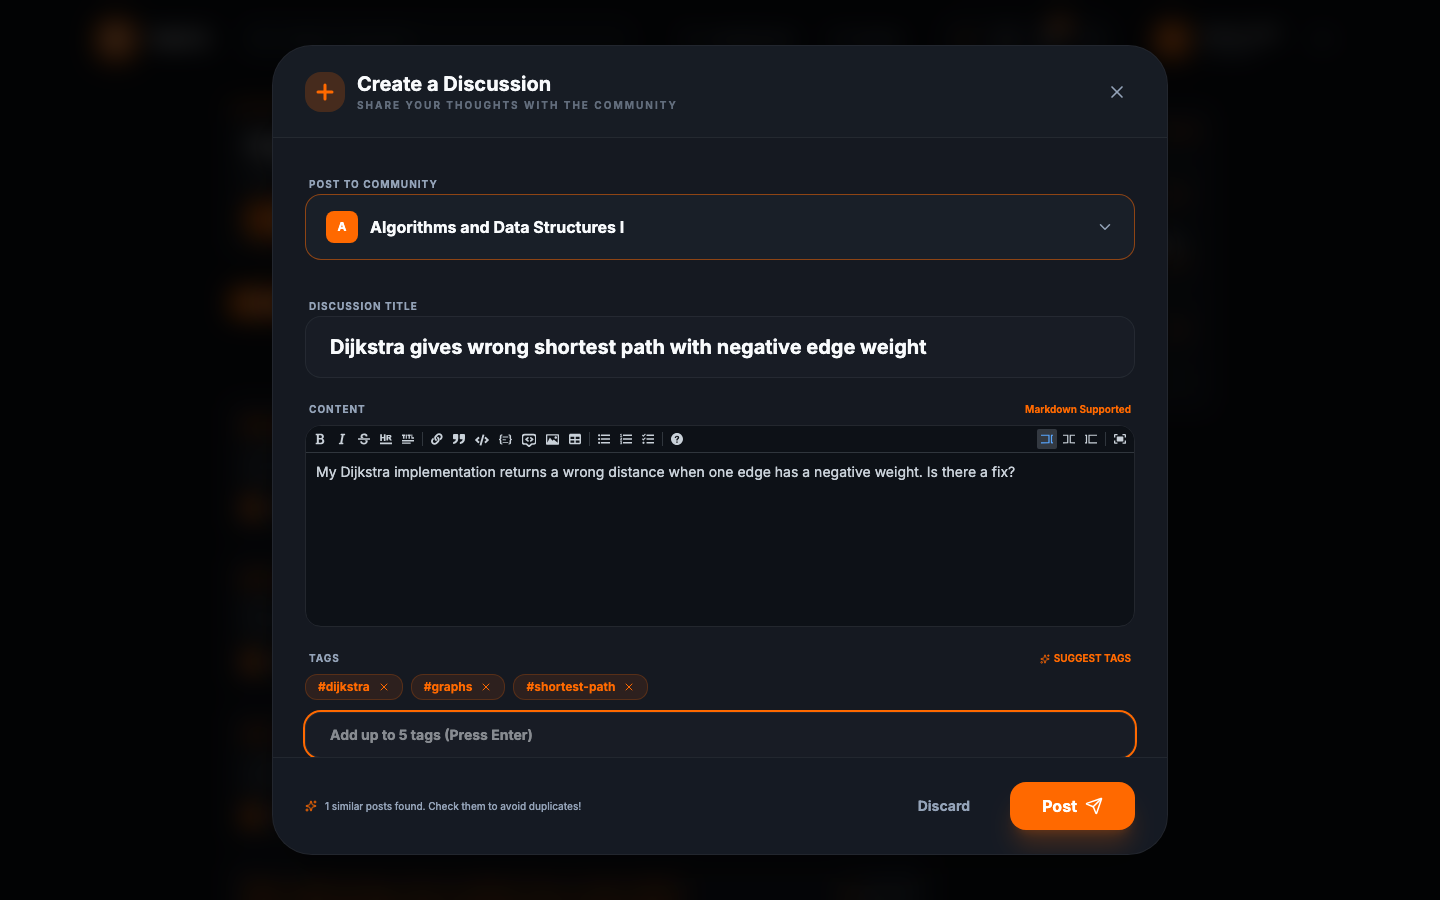 Create a Discussion
SHARE YOUR THOUGHTS WITH THE COMMUNITY
POST TO COMMUNITY
A Algorithms and Data Structures I
DISCUSSION TITLE
Dijkstra gives wrong shortest path with negative edge weight
CONTENT Markdown Supported
My Dijkstra implementation returns a wrong distance when one edge has a negative weight. Is there a fix?
TAGS SUGGEST TAGS
#dijkstra #graphs #shortest-path
Add up to 5 tags (Press Enter)
1 similar posts found. Check them to avoid duplicates! Discard Post